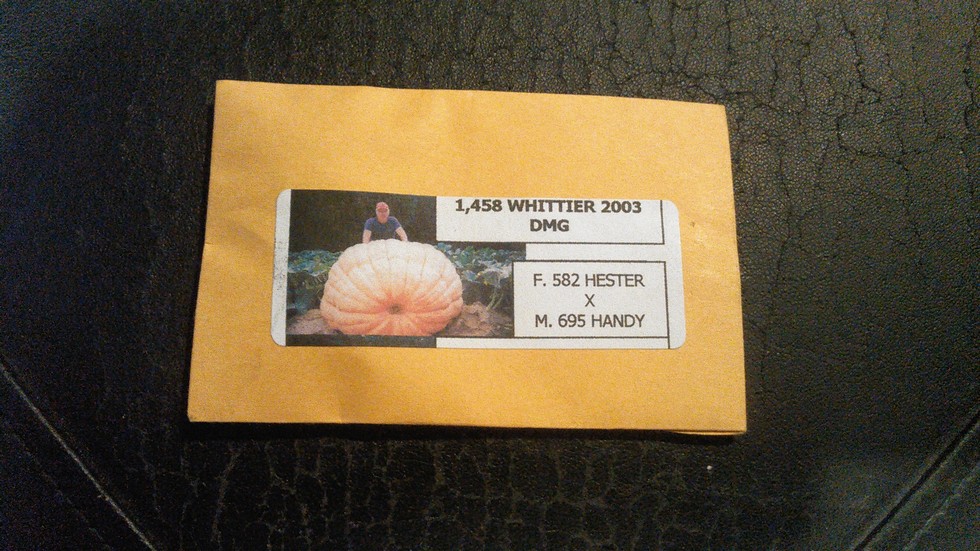 1,458 WHITTIER 2003
DMG
F. 582 HESTER
X
M. 695 HANDY